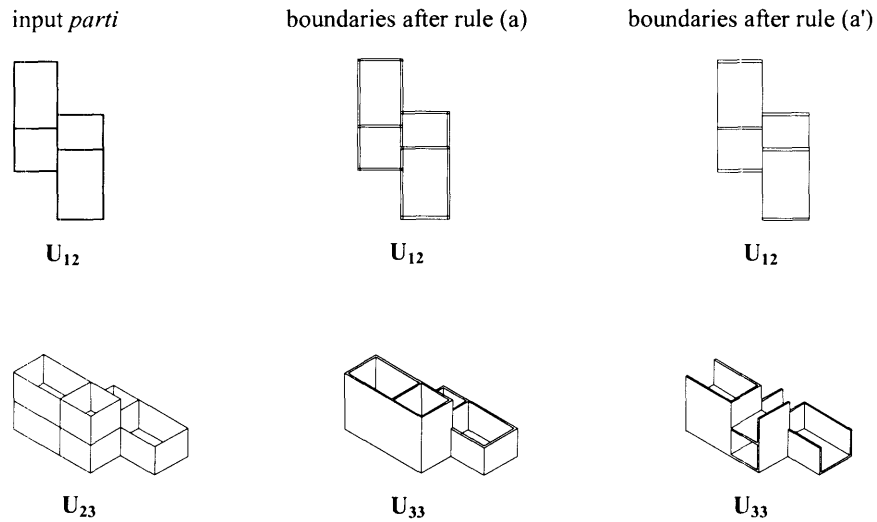 input parti boundaries after rule (a) boundaries after rule (a')
U12 U12 U12
U23 U33 U33